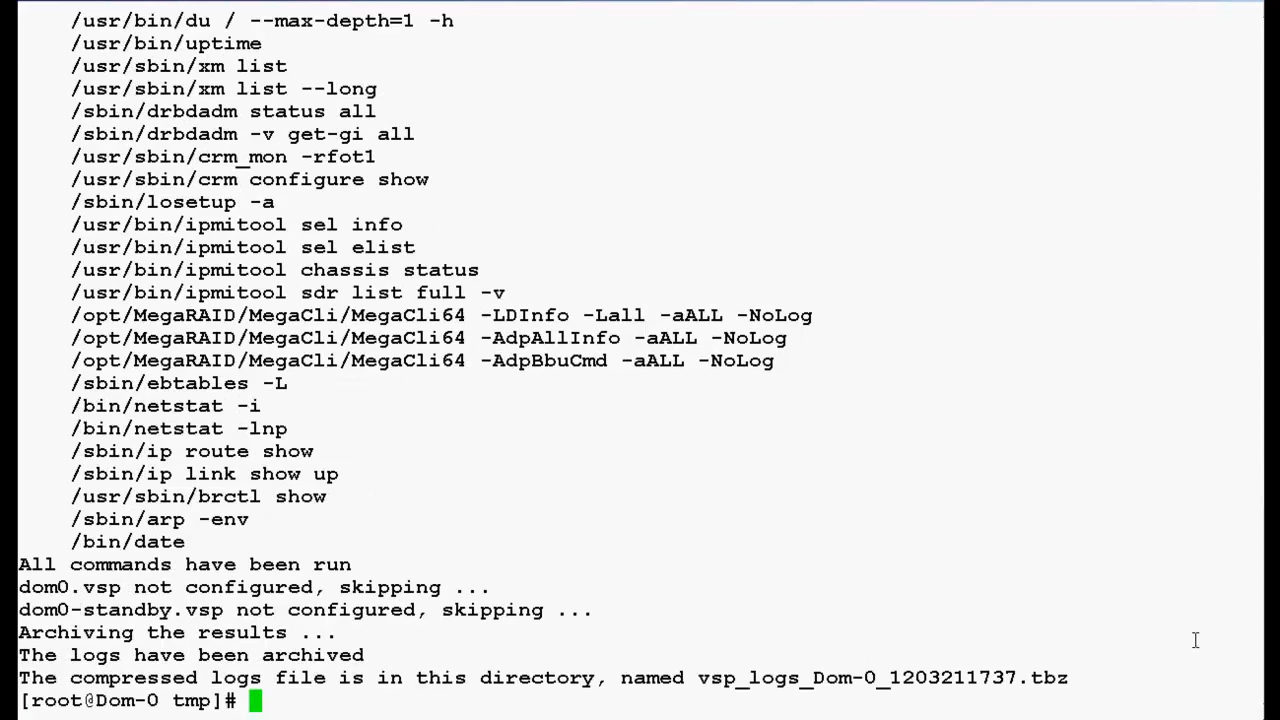 /usr/bin/du / --max-depth=1 -h
/usr/bin/uptime
/usr/sbin/xm list
/usr/sbin/xm list --long
/sbin/drbdadm status all
/sbin/drbdadm -v get-gi all
/usr/sbin/crm_mon -rfot1
/usr/sbin/crm configure show
/sbin/losetup -a
/usr/bin/ipmitool sel info
/usr/bin/ipmitool sel elist
/usr/bin/ipmitool chassis status
/usr/bin/ipmitool sdr list full -v
/opt/MegaRAID/MegaCli/MegaCli64 -LDInfo -Lall -aALL -NoLog
/opt/MegaRAID/MegaCli/MegaCli64 -AdpAllInfo -aALL -NoLog
/opt/MegaRAID/MegaCli/MegaCli64 -AdpBbuCmd -aALL -NoLog
/sbin/ebtables -L
/bin/netstat -i
/bin/netstat -lnp
/sbin/ip route show
/sbin/ip link show up
/usr/sbin/brctl show
/sbin/arp -env
/bin/date
All commands have been run
dom0.vsp not configured, skipping ...
dom0-standby.vsp not configured, skipping ...
Archiving the results ...
The logs have been archived
The compressed logs file is in this directory, named vsp_logs_Dom-0_1203211737.tbz
[root@Dom-0 tmp]#